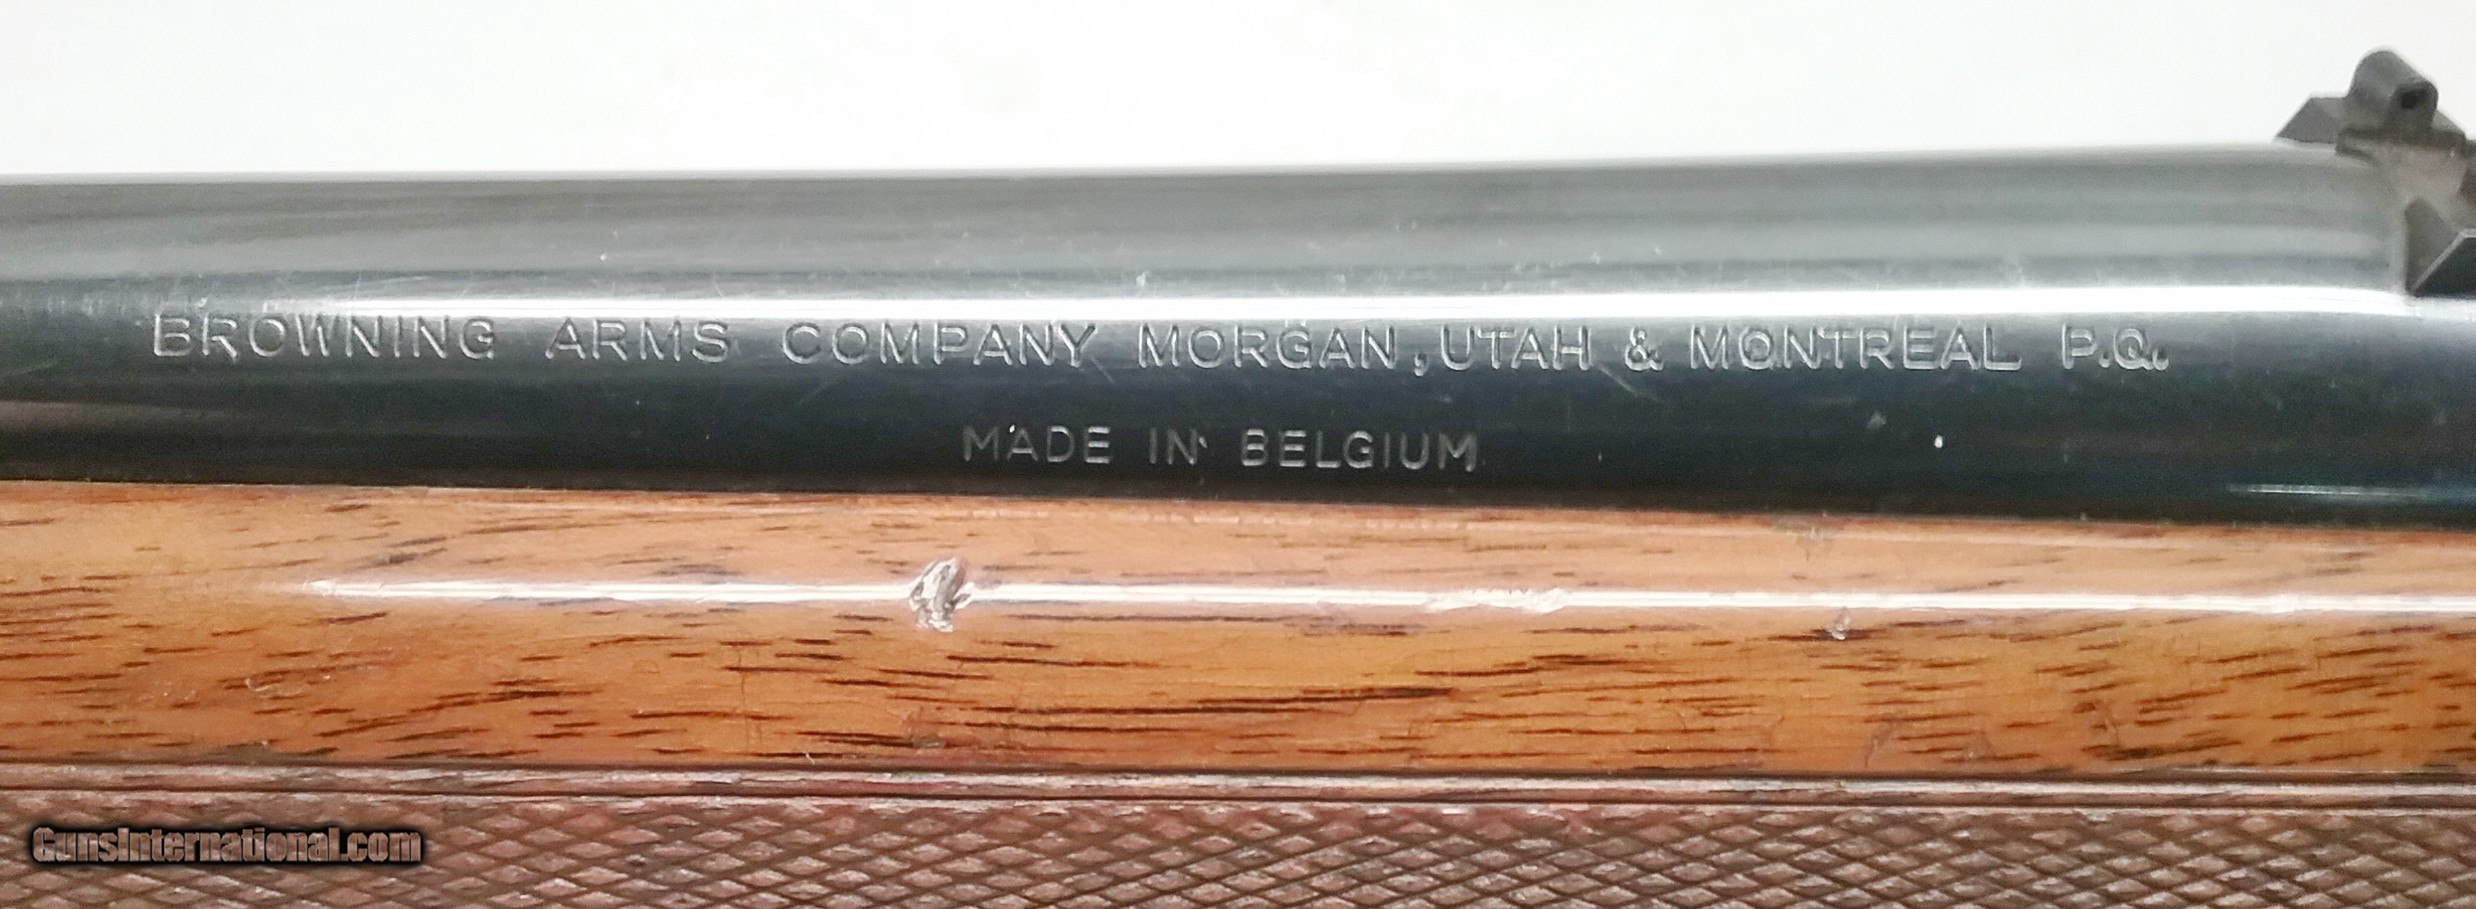 BROWNING ARMS COMPANY MORGAN, UTAH & MONTREAL P.Q.
MADE IN BELGIUM
GunsInternational.com